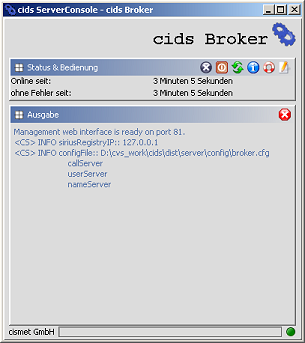 cids ServerConsole - cids Broker
cids Broker
Status & Bedienung
Online seit: 3 Minuten 5 Sekunden
ohne Fehler seit: 3 Minuten 5 Sekunden
Ausgabe
Management web interface is ready on port 81.
<CS> INFO siriusRegistryIP:: 127.0.0.1
<CS> INFO configFile:: D:\cvs_work\cids\dist\server\config\broker.cfg
callServer
userServer
nameServer
cismet GmbH